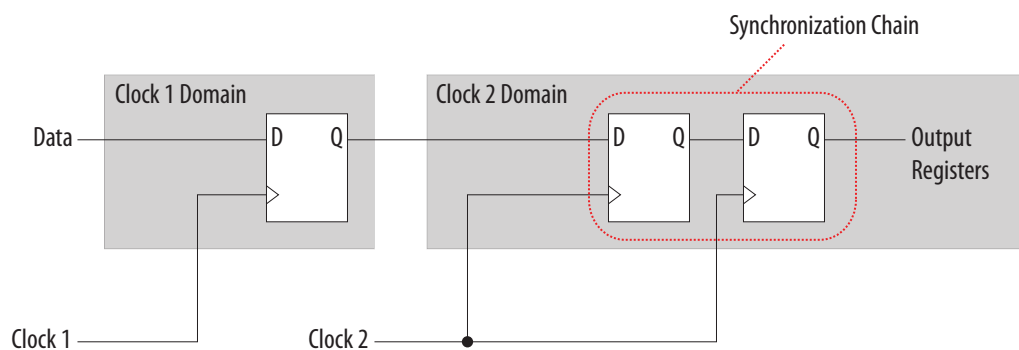 Synchronization Chain
Clock 1 Domain
Clock 2 Domain
Data
D
Q
D
Q
D
Q
Output
Registers
Clock 1
Clock 2